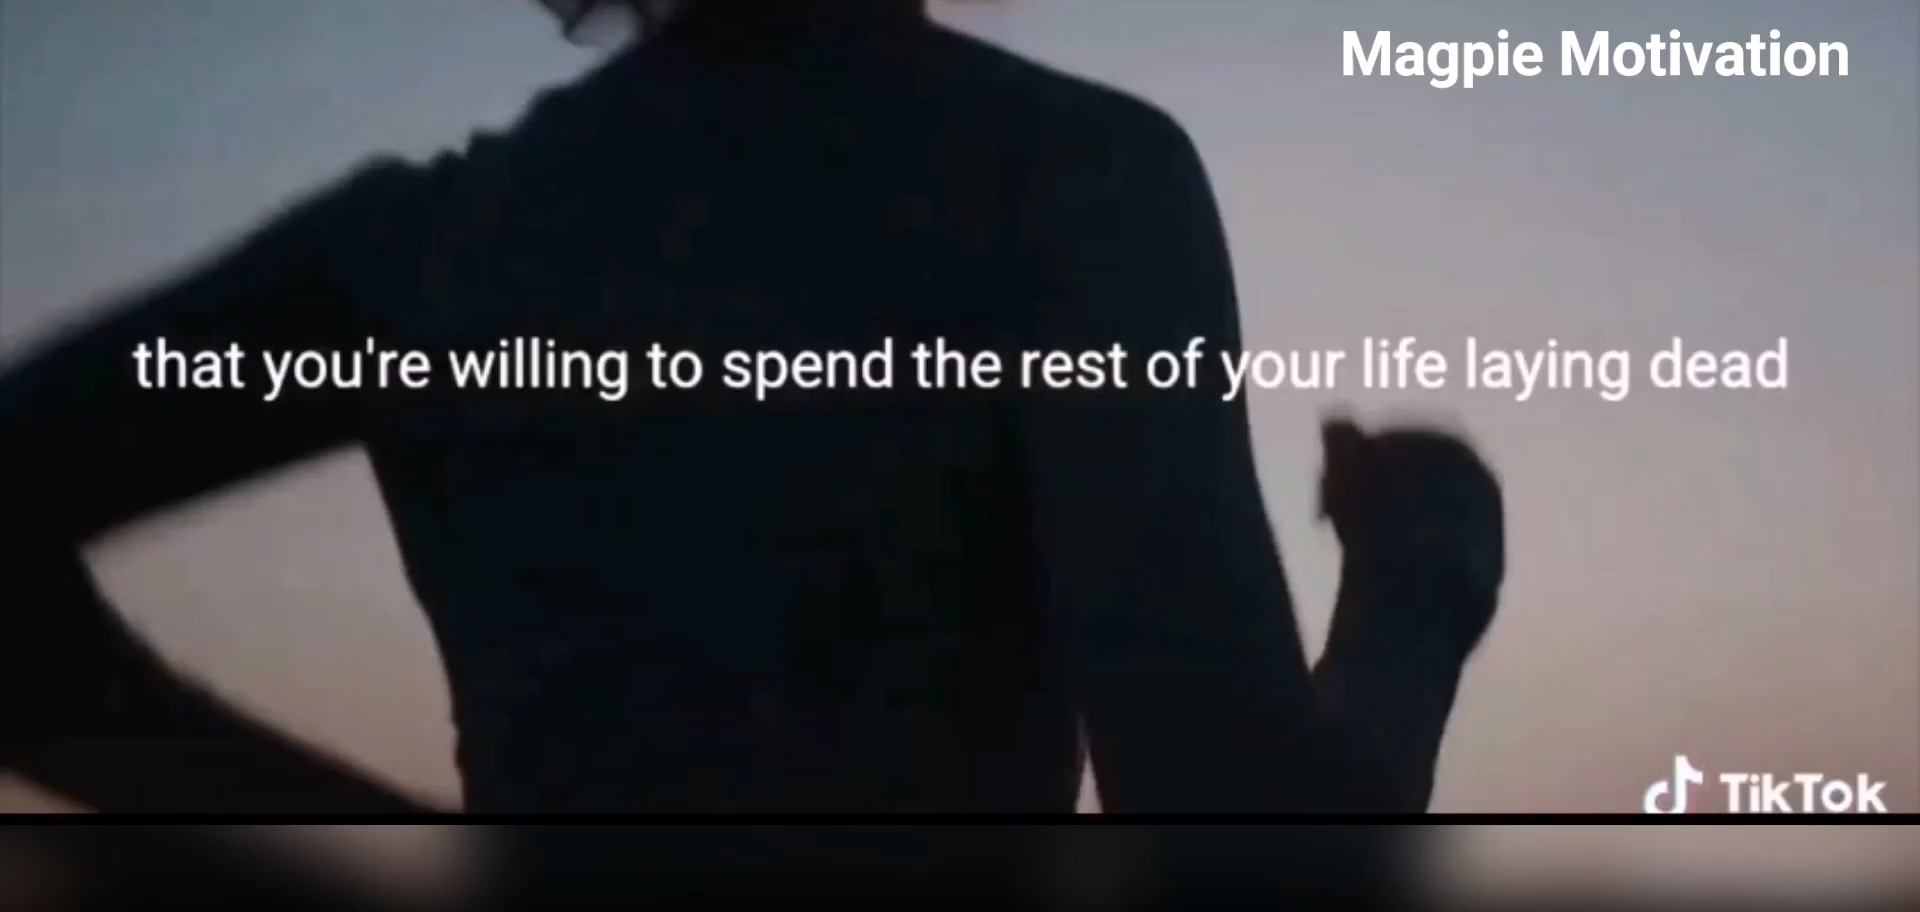 Magpie Motivation
that you're willing to spend the rest of your life laying dead
TikTok